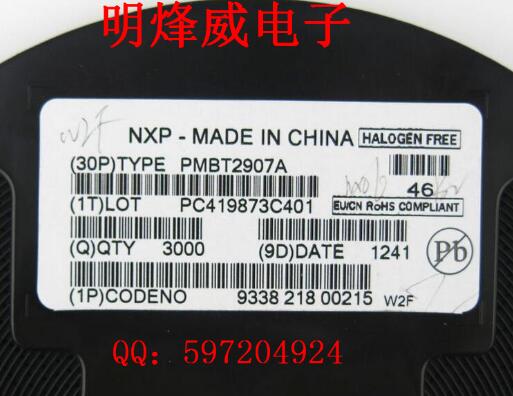 明烽威电子
W2F
NXP - MADE IN CHINA HALOGEN FREE
(30P)TYPE PMBT2907A
46
(1T)LOT PC419873C401 EU/CN RoHS COMPLIANT
(Q)QTY 3000 (9D)DATE 1241 Pb
(1P)CODENO 9338 218 00215 W2F
QQ：597204924